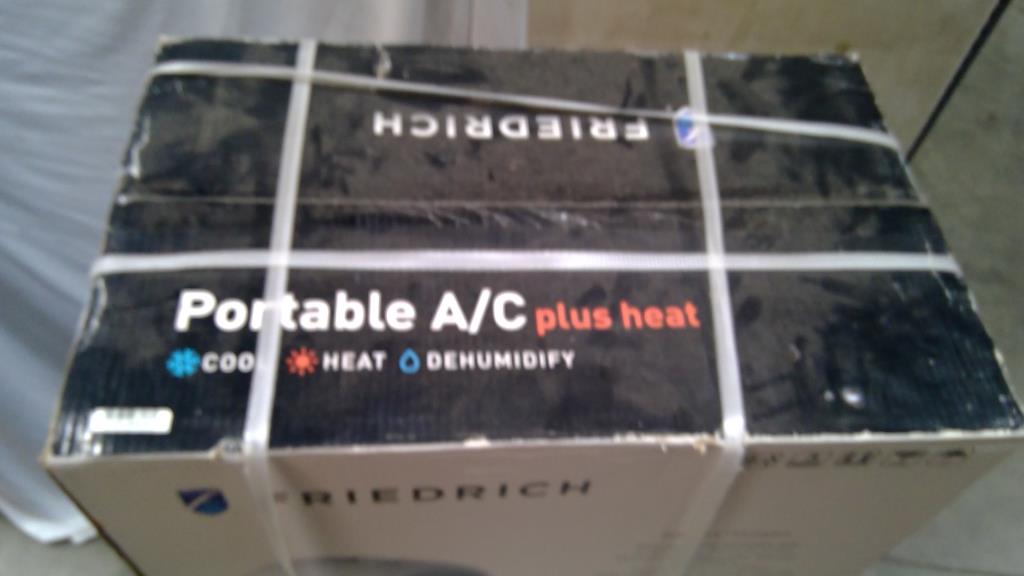 FRIEDRICH
Portable A/C plus heat
COOL HEAT DEHUMIDIFY
FRIEDRICH